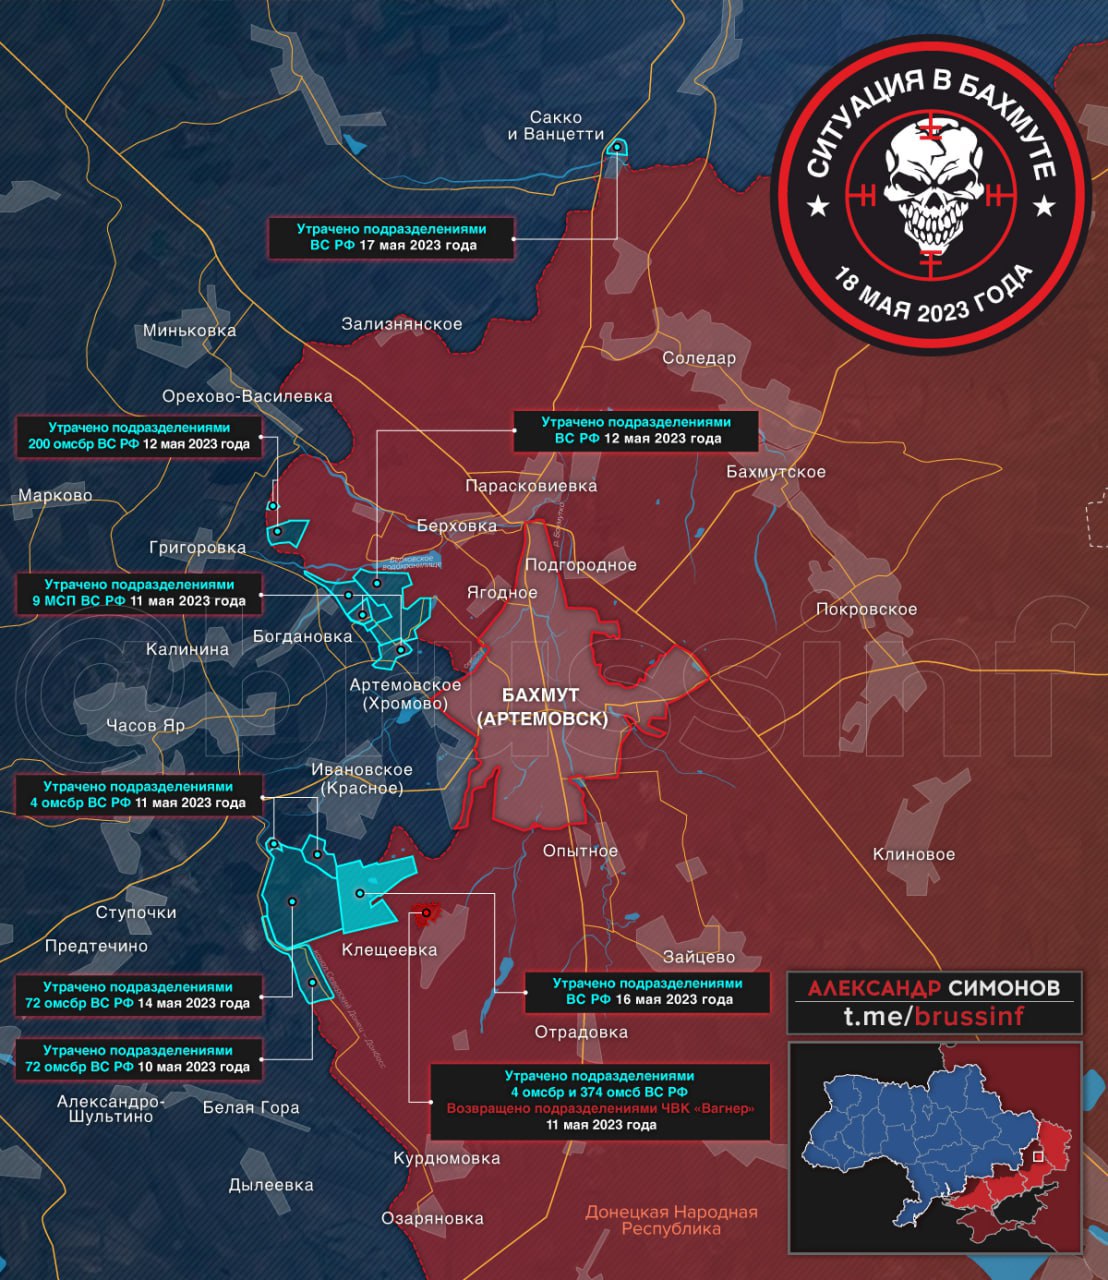 СИТУАЦИЯ В БАХМУТЕ
18 МАЯ 2023 ГОДА
Сакко
и Ванцетти
Утрачено подразделениями
ВС РФ 17 мая 2023 года
Миньковка
Зализнянское
Соледар
Орехово-Василевка
Утрачено подразделениями
200 омсбр ВС РФ 12 мая 2023 года
Утрачено подразделениями
ВС РФ 12 мая 2023 года
Бахмутское
Марково
Парасковиевка
р. Бахмутка
Берховка
Григоровка
Берховское
водохранилище
Подгородное
Утрачено подразделениями
9 МСП ВС РФ 11 мая 2023 года
Ягодное
Покровское
Богдановка
Калинина
@brussinf
Артемовское
(Хромово)
БАХМУТ
(АРТЕМОВСК)
Часов Яр
Ивановское
(Красное)
Утрачено подразделениями
4 омсбр ВС РФ 11 мая 2023 года
Опытное
Клиновое
Ступочки
Предтечино
Клещеевка
Зайцево
канал Северский Донец – Донбасс
Утрачено подразделениями
72 омсбр ВС РФ 14 мая 2023 года
Утрачено подразделениями
ВС РФ 16 мая 2023 года
АЛЕКСАНДР СИМОНОВ
t.me/brussinf
Отрадовка
Утрачено подразделениями
72 омсбр ВС РФ 10 мая 2023 года
Утрачено подразделениями
4 омсбр и 374 омсб ВС РФ
Возвращено подразделениями ЧВК «Вагнер»
11 мая 2023 года
Александро-
Шультино
Белая Гора
Курдюмовка
Дылеевка
Озаряновка
Донецкая Народная
Республика